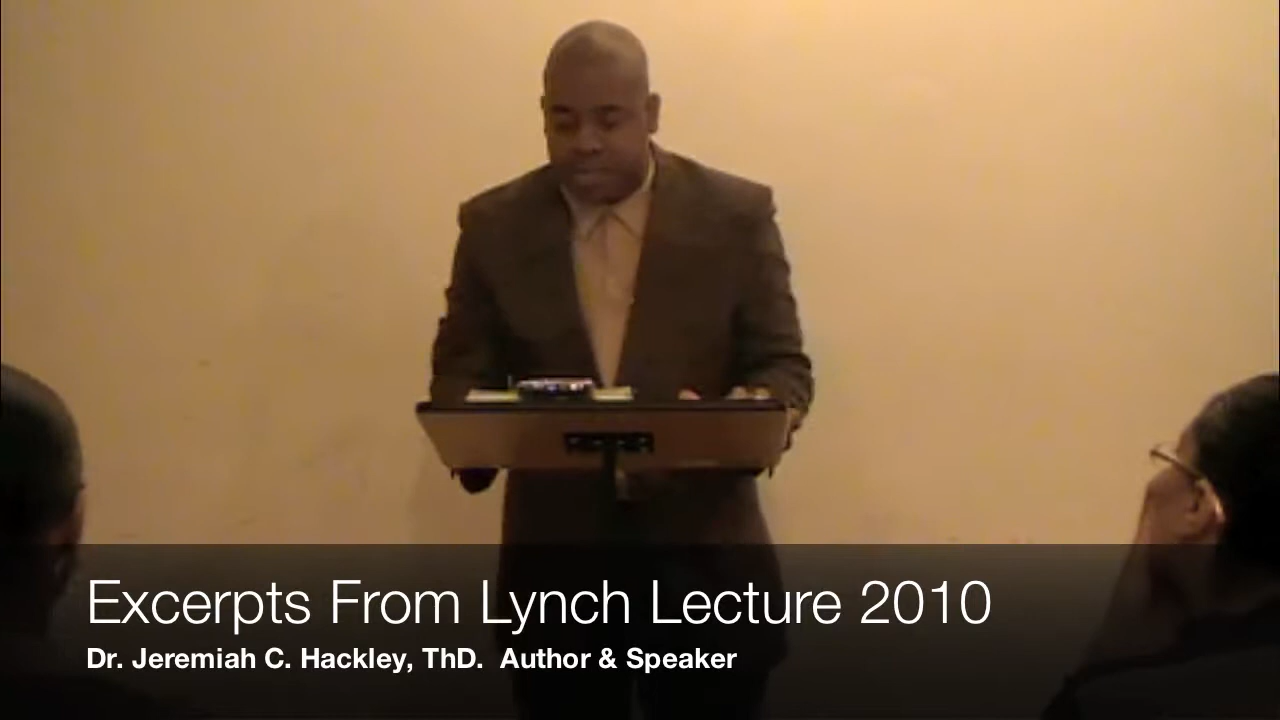 Excerpts From Lynch Lecture 2010
Dr. Jeremiah C. Hackley, ThD.  Author & Speaker